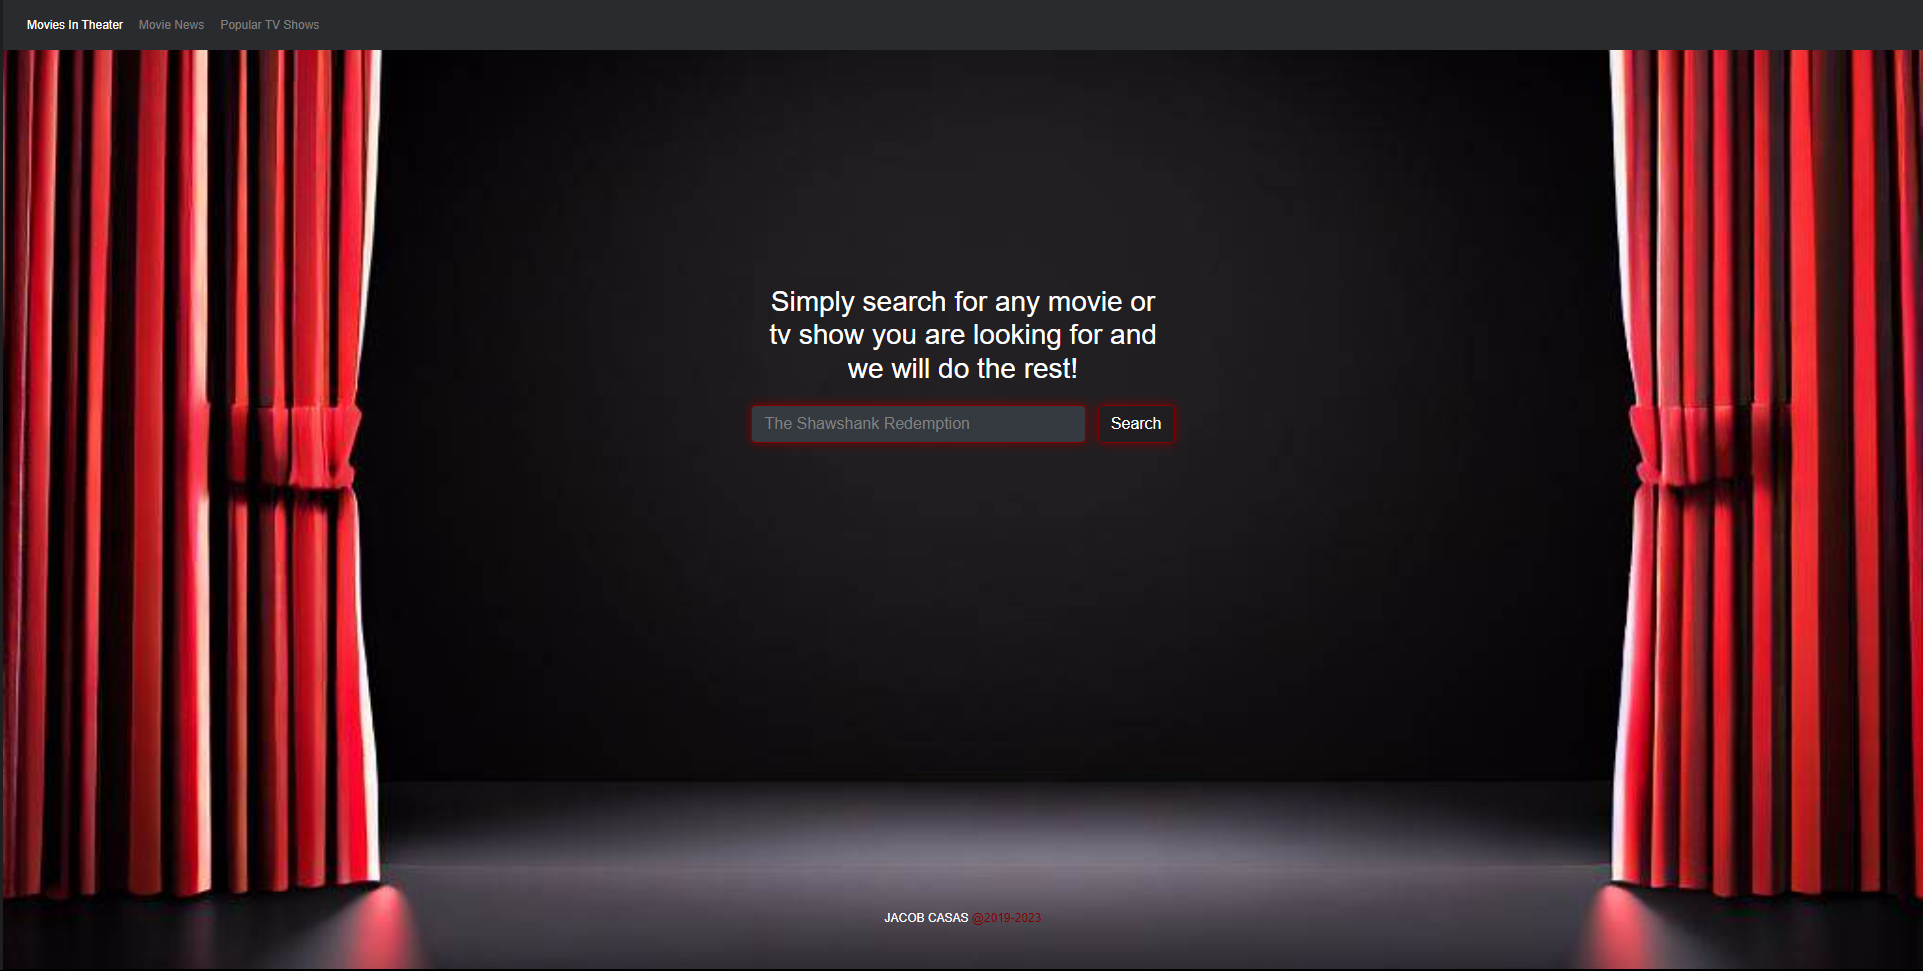 Movies In Theater Movie News Popular TV Shows
Simply search for any movie or
tv show you are looking for and
we will do the rest!
The Shawshank Redemption Search
JACOB CASAS @2019-2023